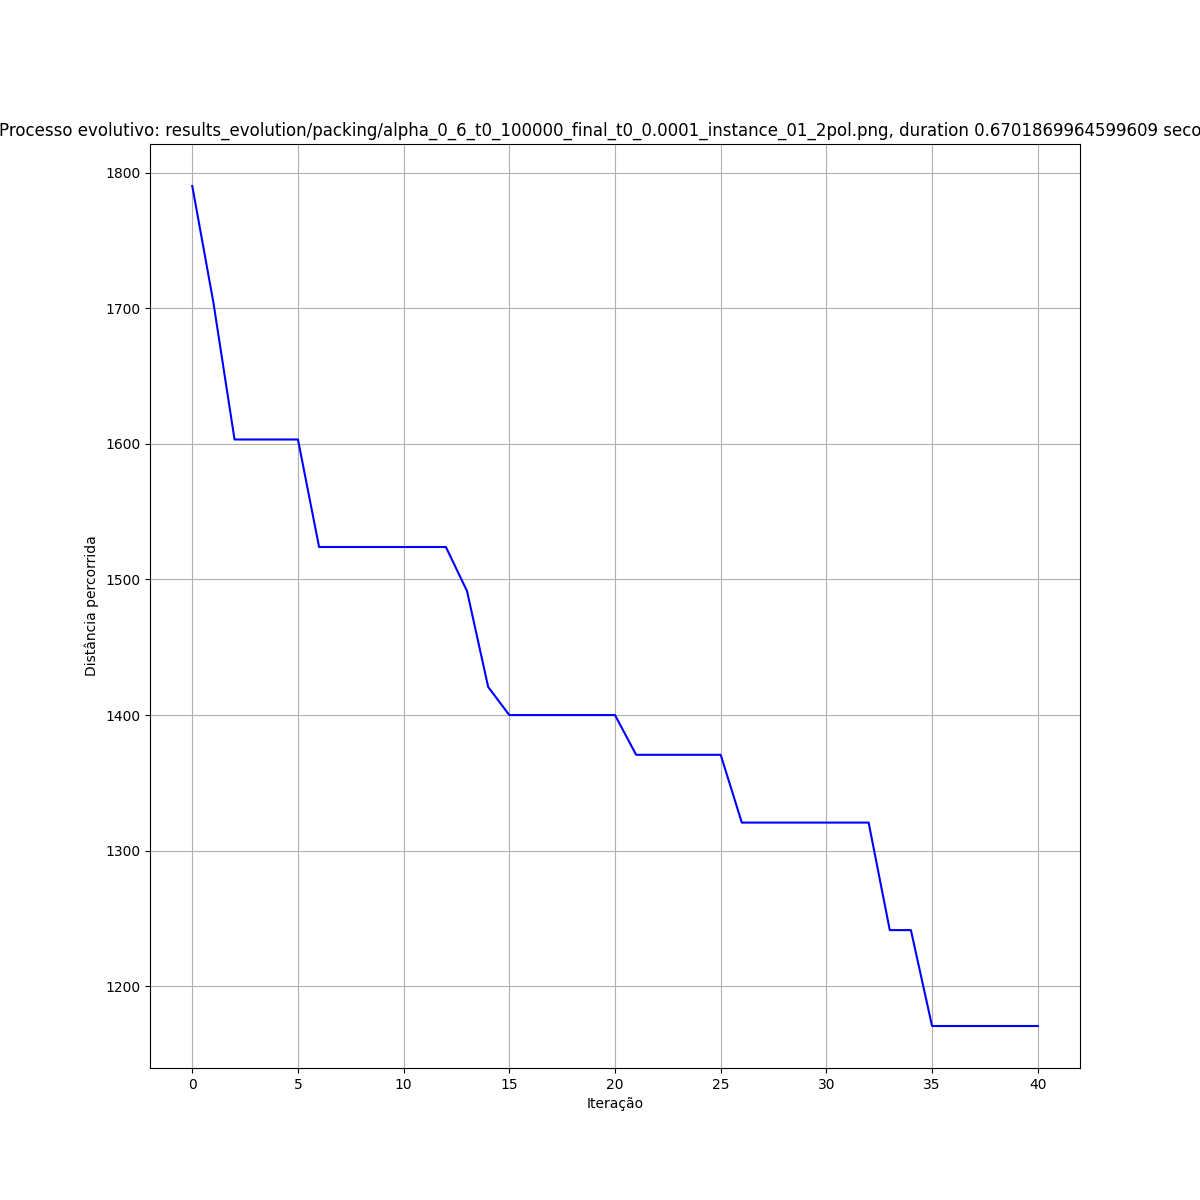 Processo evolutivo: results_evolution/packing/alpha_0_6_t0_100000_final_t0_0.0001_instance_01_2pol.png, duration 0.6701869964599609 seco
1800
1700
1600
1500
1400
1300
1200
Distância percorrida
0 5 10 15 20 25 30 35 40
Iteração